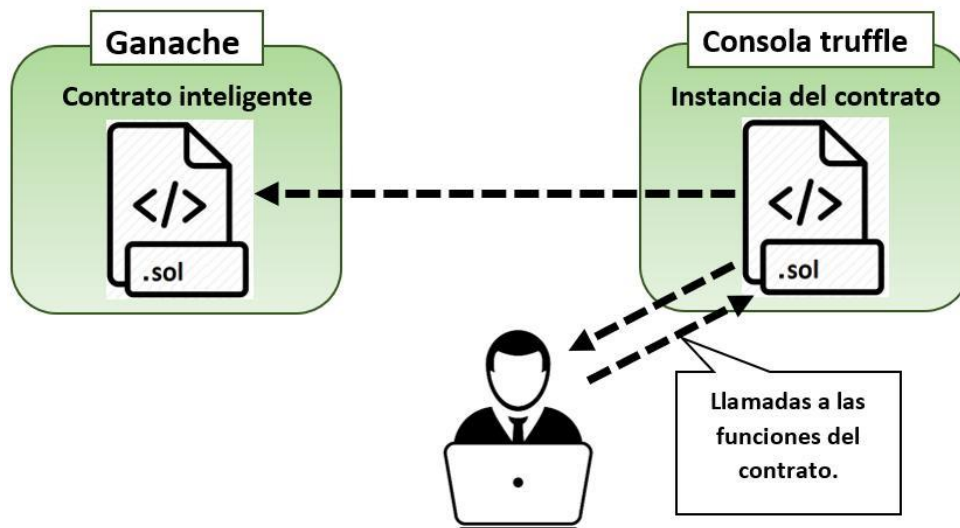 Ganache
Contrato inteligente
</>
.sol
Consola truffle
Instancia del contrato
</>
.sol
Llamadas a las
funciones del
contrato.